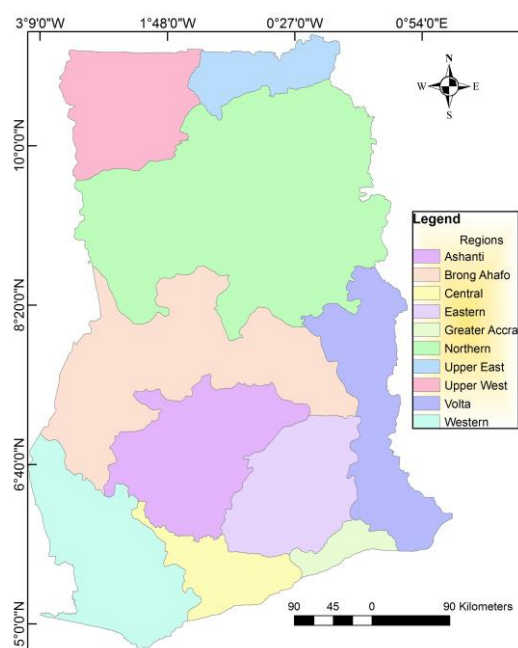 3°9'0"W 1°48'0"W 0°27'0"W 0°54'0"E
N
W E
S
10°0'0"N
8°20'0"N
6°40'0"N
5°0'0"N
Legend
Regions
Ashanti
Brong Ahafo
Central
Eastern
Greater Accra
Northern
Upper East
Upper West
Volta
Western
90 45 0 90 Kilometers